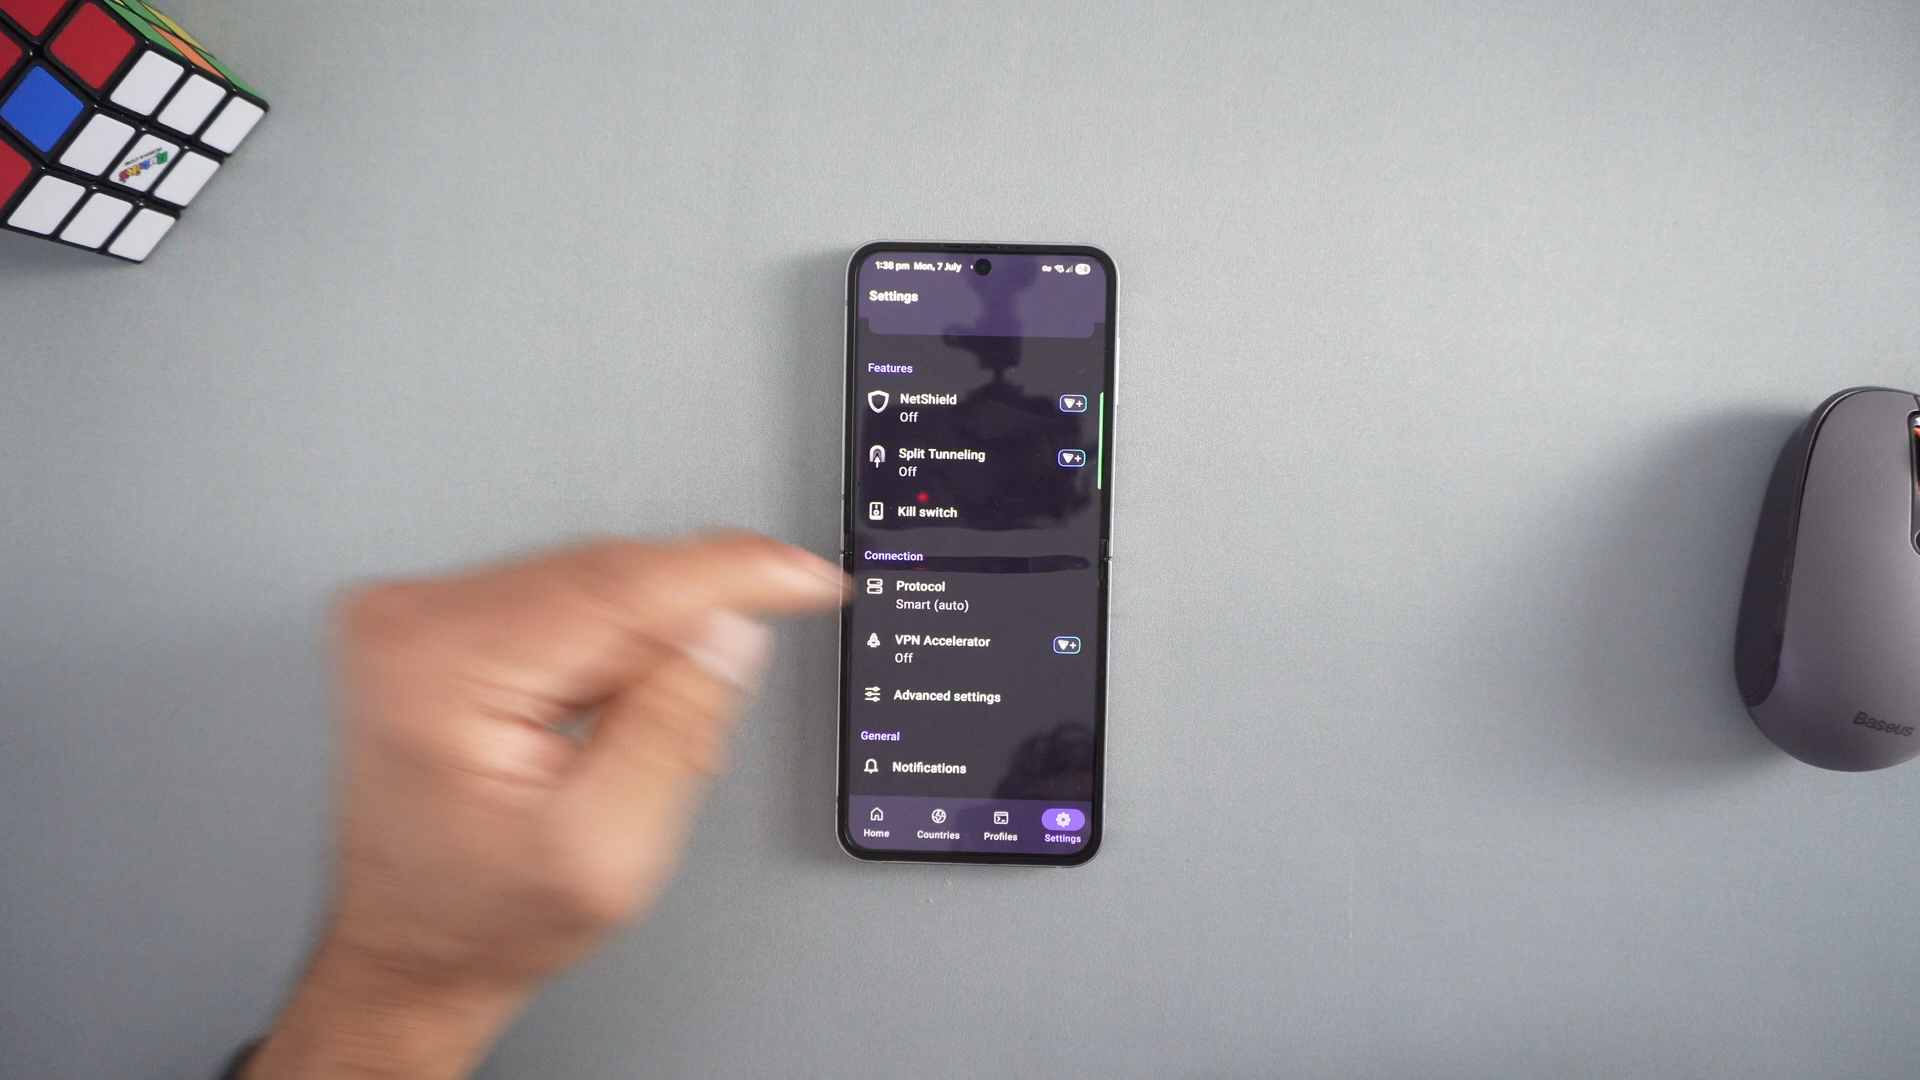 1:38 pm Mon, 7 July
Settings
Features
NetShield
Off
Split Tunneling
Off
Kill switch
Connection
Protocol
Smart (auto)
VPN Accelerator
Off
Advanced settings
General
Notifications
Home Countries Profiles Settings
Baseus